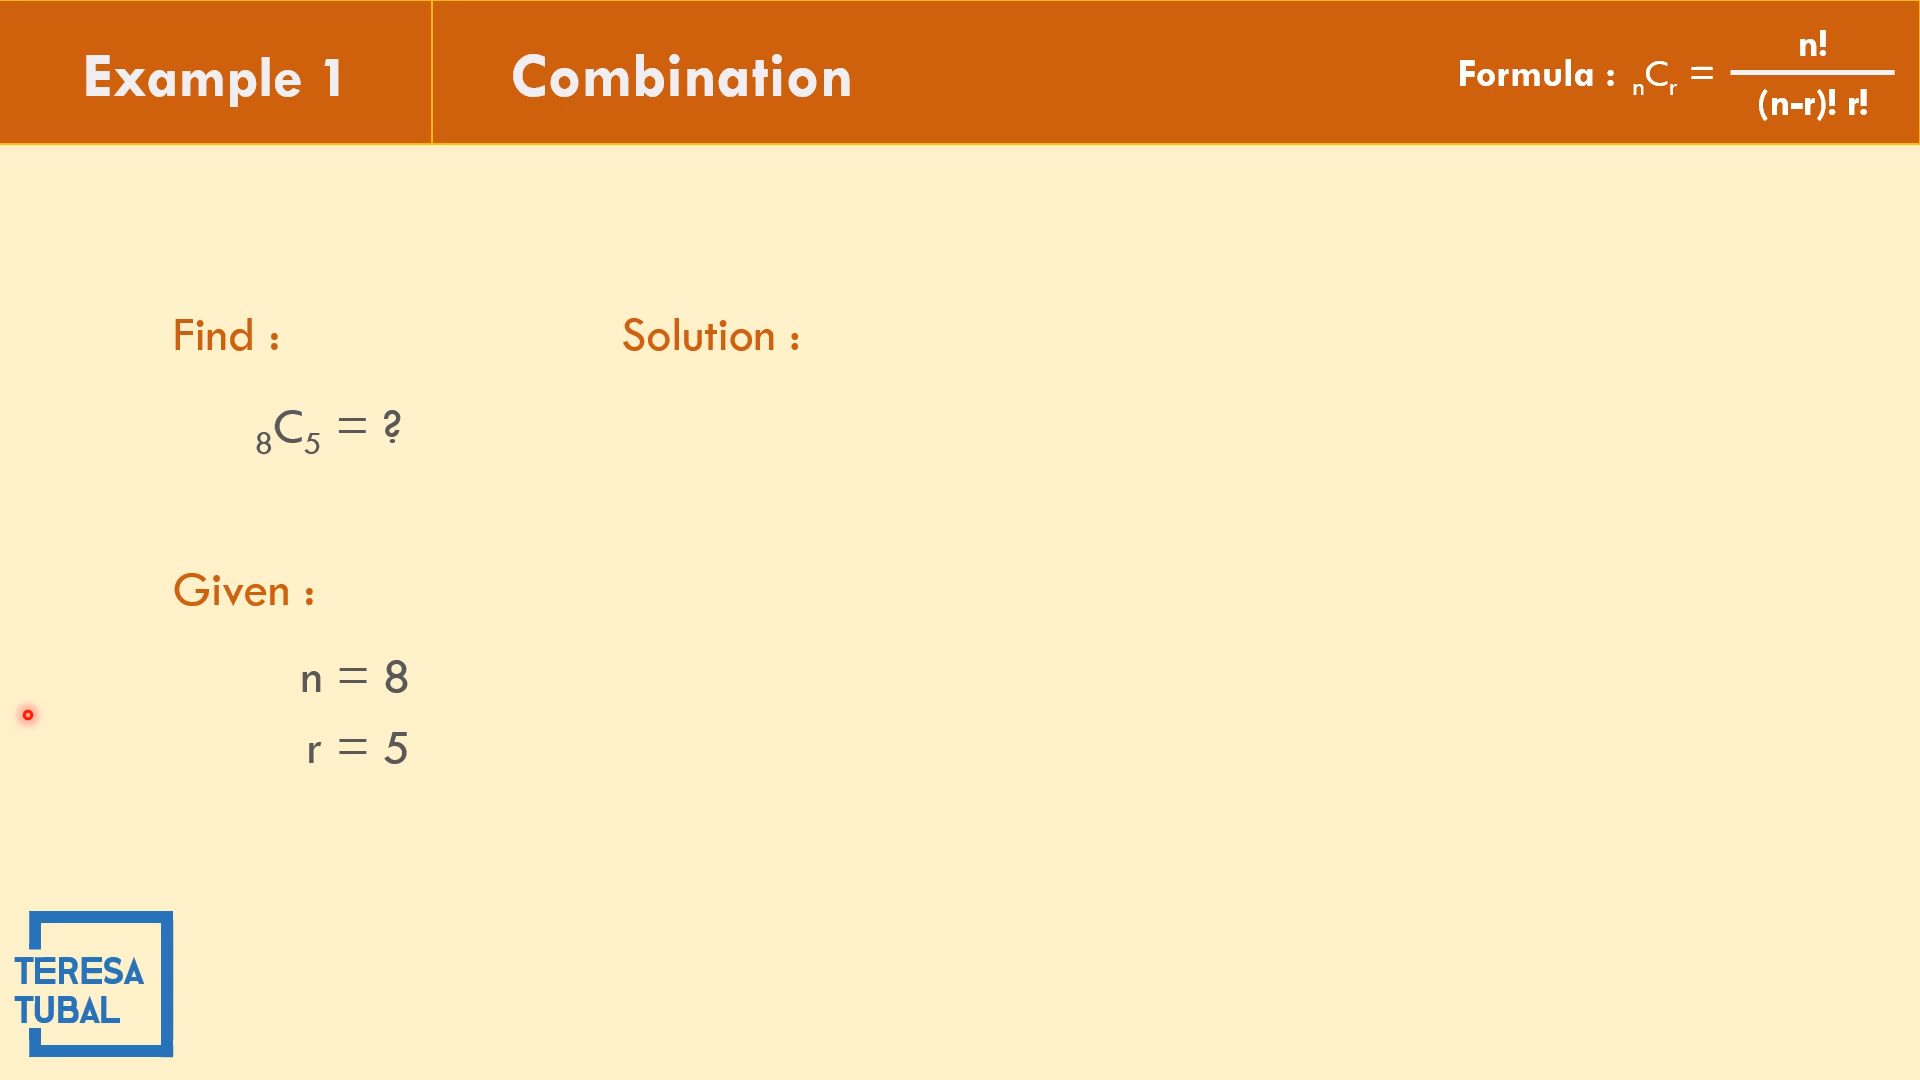 Example 1
Combination
Formula : nCr = n! / (n-r)! r!
Find :
8C5 = ?
Solution :
Given :
n = 8
r = 5
TERESA
TUBAL